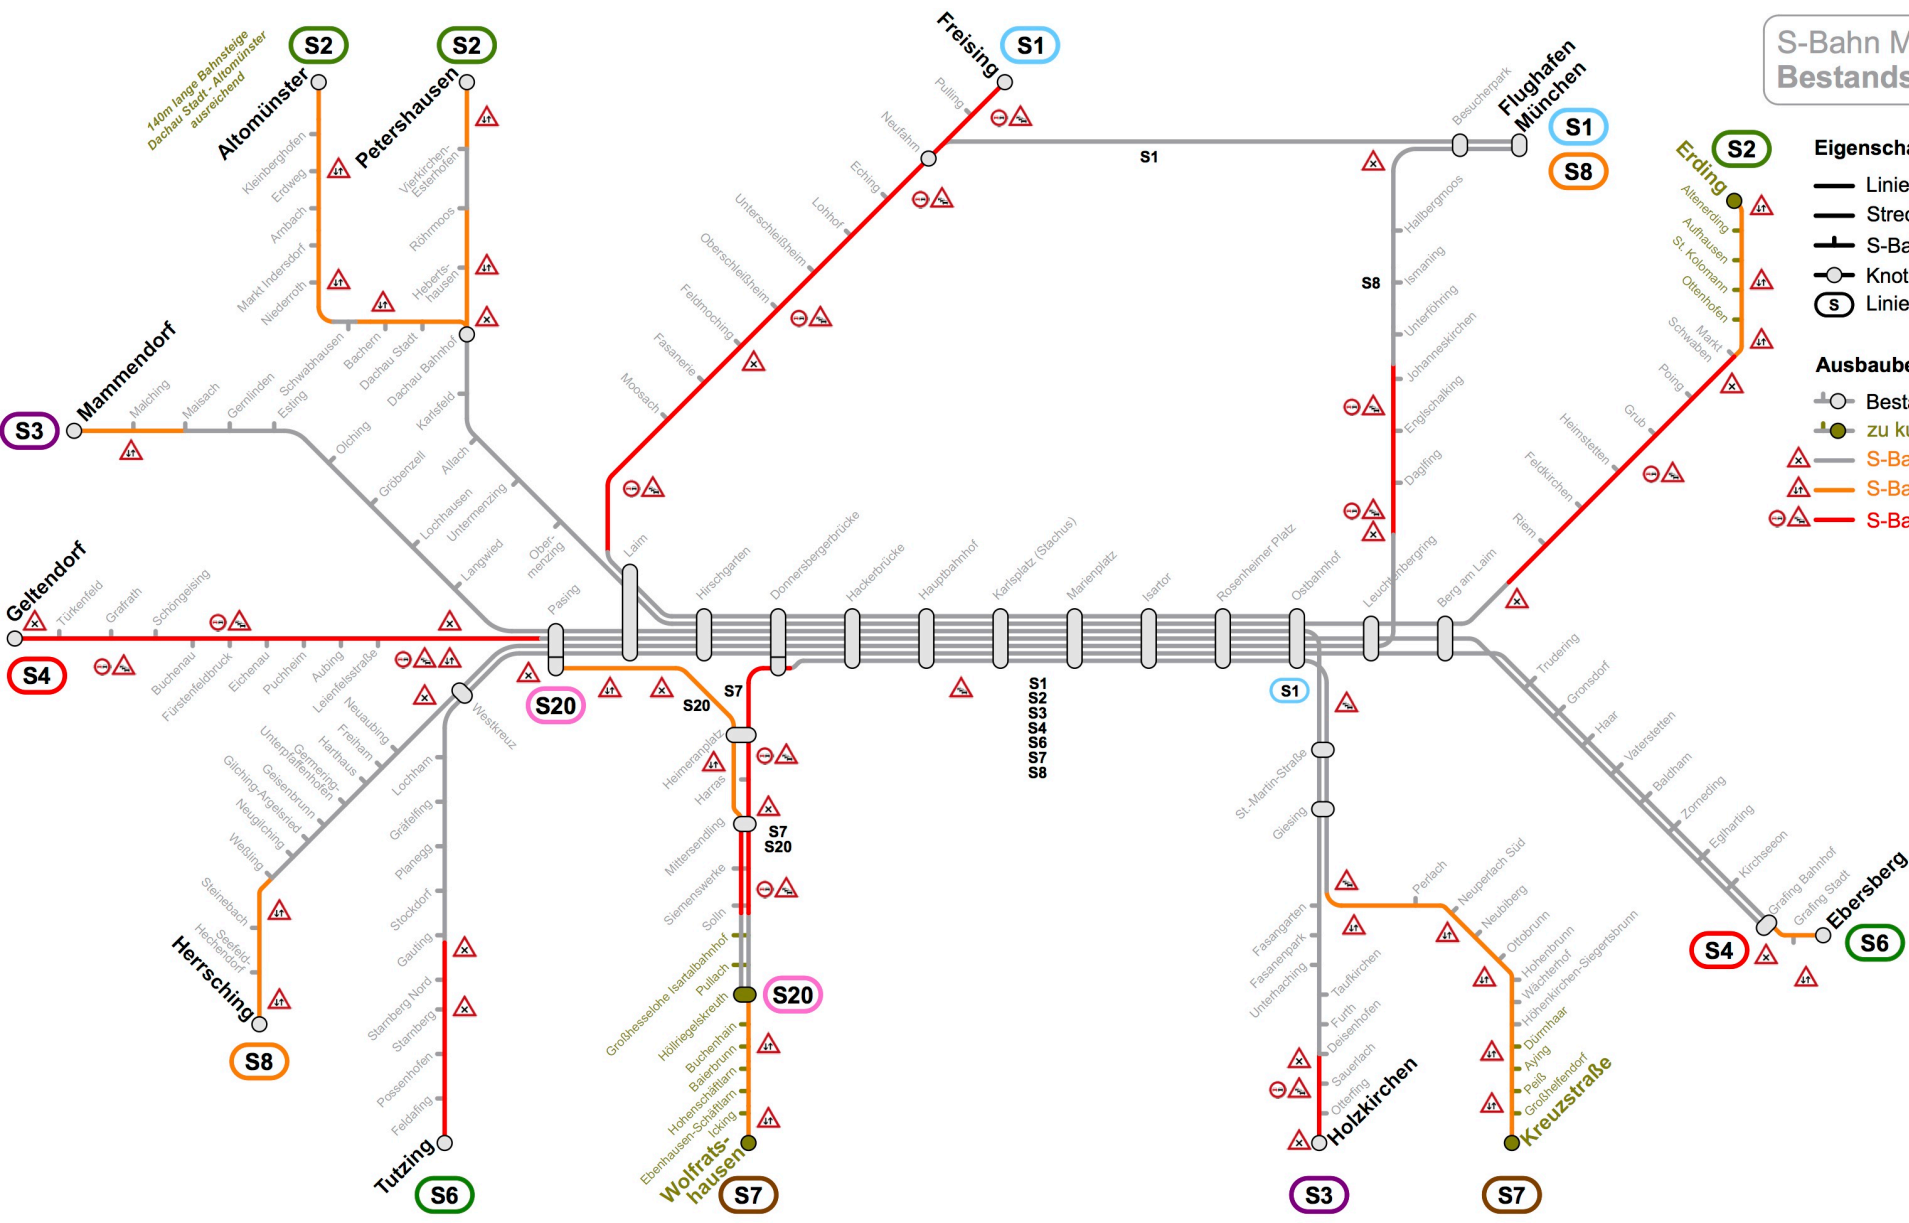 140m lange Bahnsteige
Dachau Stadt - Altomünster
ausreichend
S2
Altomünster
Kleinberghofen
Erdweg
Arnbach
Markt Indersdorf
Niederroth
Schwabhausen
Bachern
Dachau Stadt
S2
Petershausen
Vierkirchen-
Esterhofen
Röhrmoos
Heberts-
hausen
Dachau Bahnhof
Karlsfeld
Allach
Untermenzing
Ober-
menzing
S1
Freising
Pulling
Neufahrn
Eching
Lohhof
Unterschleißheim
Oberschleißheim
Feldmoching
Fasanerie
Moosach
S1
Besucherpark
Flughafen
München
S1
S8
Hallbergmoos
S8
Ismaning
Unterföhring
Johanneskirchen
Englschalking
Daglfing
S2
Erding
Altenerding
Aufhausen
St. Kolomann
Ottenhofen
Markt
Schwaben
Poing
Grub
Heimstetten
Feldkirchen
Riem
S-Bahn M
Bestands
Eigenscha
Linie
Strec
S-Ba
Knot
S
Linie
Ausbaube
Besta
zu ku
S-Ba
S-Ba
S-Ba
S3
Mammendorf
Malching
Maisach
Gernlinden
Esting
Olching
Gröbenzell
Lochhausen
Langwied
Geltendorf
S4
Türkenfeld
Grafrath
Schöngeising
Buchenau
Fürstenfeldbruck
Eichenau
Puchheim
Aubing
Leienfelsstraße
Pasing
Laim
Hirschgarten
Donnersbergerbrücke
Hackerbrücke
Hauptbahnhof
Karlsplatz (Stachus)
Marienplatz
Isartor
Rosenheimer Platz
Ostbahnhof
Leuchtenbergring
Berg am Laim
S20
S20
S7
S1
S2
S3
S4
S6
S7
S8
S1
Westkreuz
Neuaubing
Freiham
Harthaus
Germering-
Unterpfaffenhofen
Geisenbrunn
Gilching-Argelsried
Neugilching
Weßling
Steinebach
Seefeld-
Hechendorf
Herrsching
S8
Lochham
Gräfelfing
Planegg
Stockdorf
Gauting
Starnberg Nord
Starnberg
Possenhofen
Feldafing
Tutzing
S6
Heimeranplatz
Harras
Mittersendling
S7
S20
Siemenswerke
Solln
Großhesselohe Isartalbahnhof
Pullach
Höllriegelskreuth
S20
Buchenhain
Baierbrunn
Hohenschäftlarn
Ebenhausen-Schäftlarn
Icking
Wolfrats-
hausen
S7
St.-Martin-Straße
Giesing
Fasangarten
Fasanenpark
Unterhaching
Taufkirchen
Furth
Deisenhofen
Sauerlach
Otterfing
Holzkirchen
S3
Perlach
Neuperlach Süd
Neubiberg
Ottobrunn
Hohenbrunn
Wächterhof
Höhenkirchen-Siegertsbrunn
Dürrnhaar
Aying
Peiß
Großhelfendorf
Kreuzstraße
S7
Trudering
Gronsdorf
Haar
Vaterstetten
Baldham
Zorneding
Eglharting
Kirchseeon
Grafing Bahnhof
Grafing Stadt
Ebersberg
S4
S6